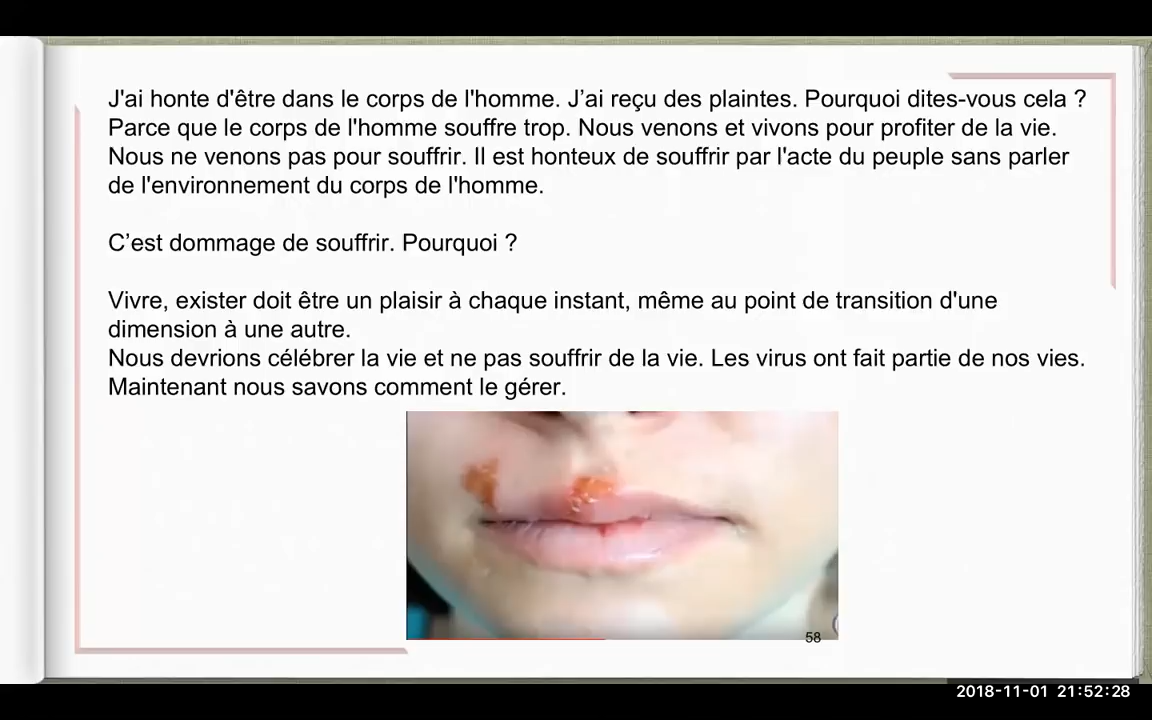 J'ai honte d'être dans le corps de l'homme. J’ai reçu des plaintes. Pourquoi dites-vous cela ?
Parce que le corps de l'homme souffre trop. Nous venons et vivons pour profiter de la vie.
Nous ne venons pas pour souffrir. Il est honteux de souffrir par l'acte du peuple sans parler
de l'environnement du corps de l'homme.
C’est dommage de souffrir. Pourquoi ?
Vivre, exister doit être un plaisir à chaque instant, même au point de transition d'une
dimension à une autre.
Nous devrions célébrer la vie et ne pas souffrir de la vie. Les virus ont fait partie de nos vies.
Maintenant nous savons comment le gérer.
58
2018-11-01 21:52:28